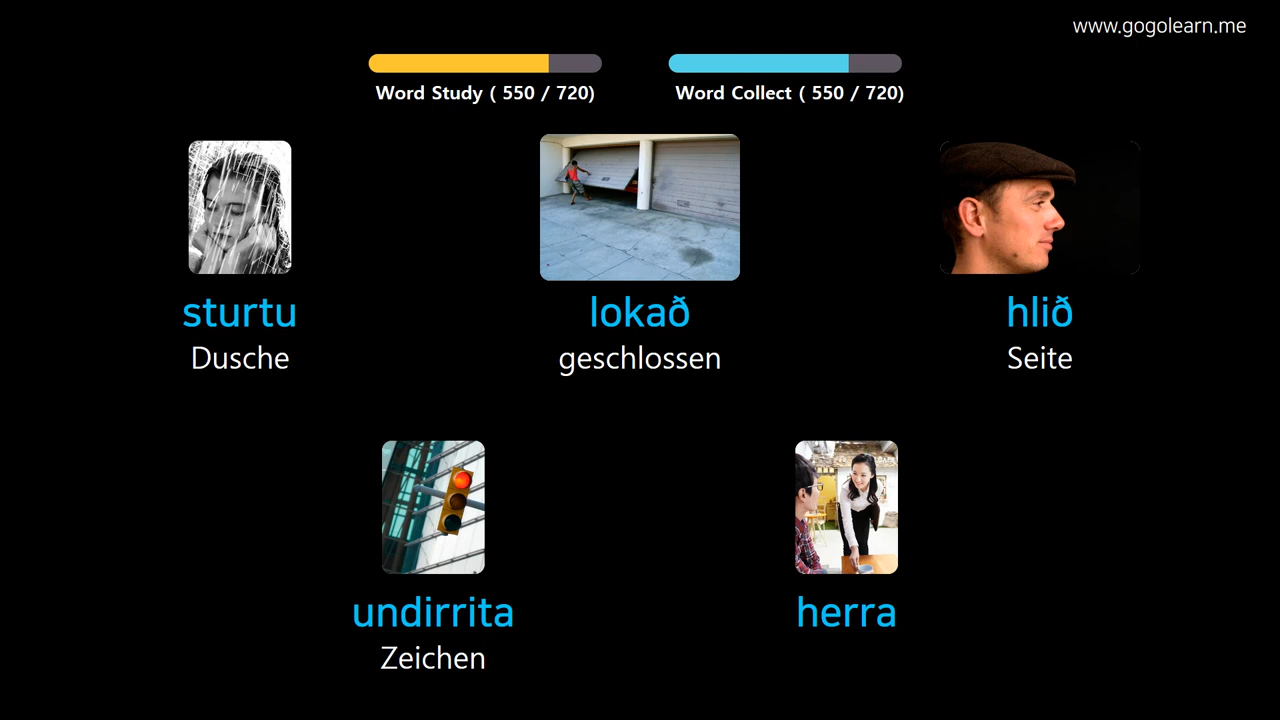 www.gogolearn.me
Word Study ( 550 / 720)
Word Collect ( 550 / 720)
sturtu
Dusche
lokað
geschlossen
hlið
Seite
undirrita
Zeichen
herra